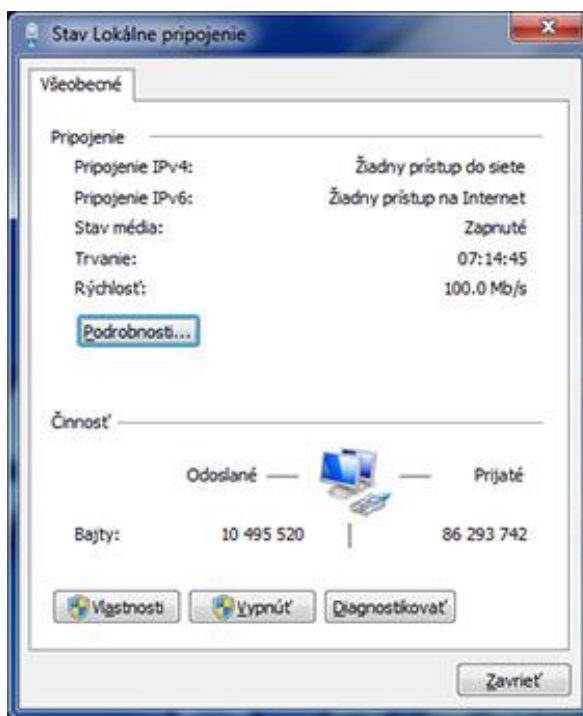 Stav Lokálne pripojenie
Všeobecné
Pripojenie
Pripojenie IPv4: Žiadny prístup do siete
Pripojenie IPv6: Žiadny prístup na Internet
Stav média: Zapnuté
Trvanie: 07:14:45
Rýchlosť: 100.0 Mb/s
Podrobnosti...
Činnosť
Odoslané Prijaté
Bajty: 10 495 520 86 293 742
Vlastnosti Vypnúť Diagnostikovať
Zavrieť